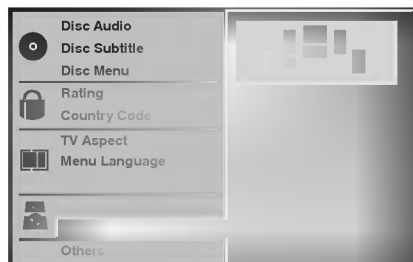 Disc Audio
Disc Subtitle
Disc Menu
Rating
Country Code
TV Aspect
Menu Language
Others